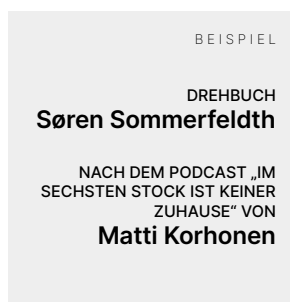 BEISPIEL
DREHBUCH
Søren Sommerfeldth
NACH DEM PODCAST „IM
SECHSTEN STOCK IST KEINER
ZUHAUSE“ VON
Matti Korhonen